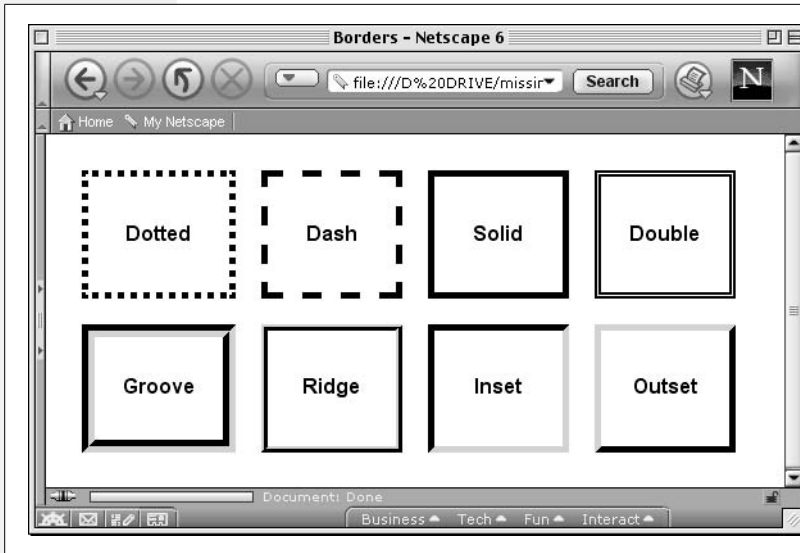 Borders – Netscape 6
file:///D%20DRIVE/missir
Search
N
Home My Netscape
Dotted Dash Solid Double
Groove Ridge Inset Outset
Document: Done
Business Tech Fun Interact